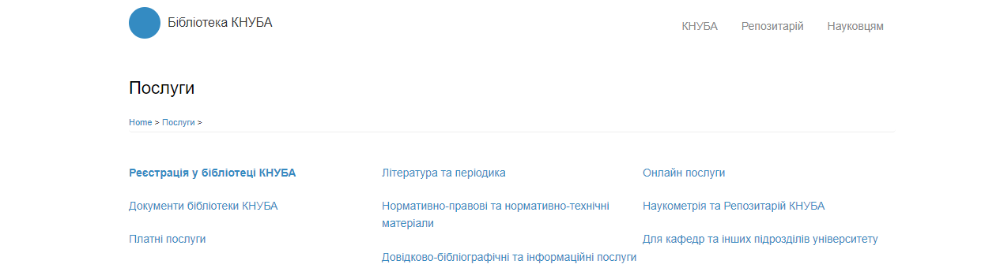 Бібліотека КНУБА
КНУБА Репозитарій Науковцям
Послуги
Home > Послуги >
Реєстрація у бібліотеці КНУБА
Документи бібліотеки КНУБА
Платні послуги
Література та періодика
Нормативно-правові та нормативно-технічні
матеріали
Довідково-бібліографічні та інформаційні послуги
Онлайн послуги
Наукометрія та Репозитарій КНУБА
Для кафедр та інших підрозділів університету